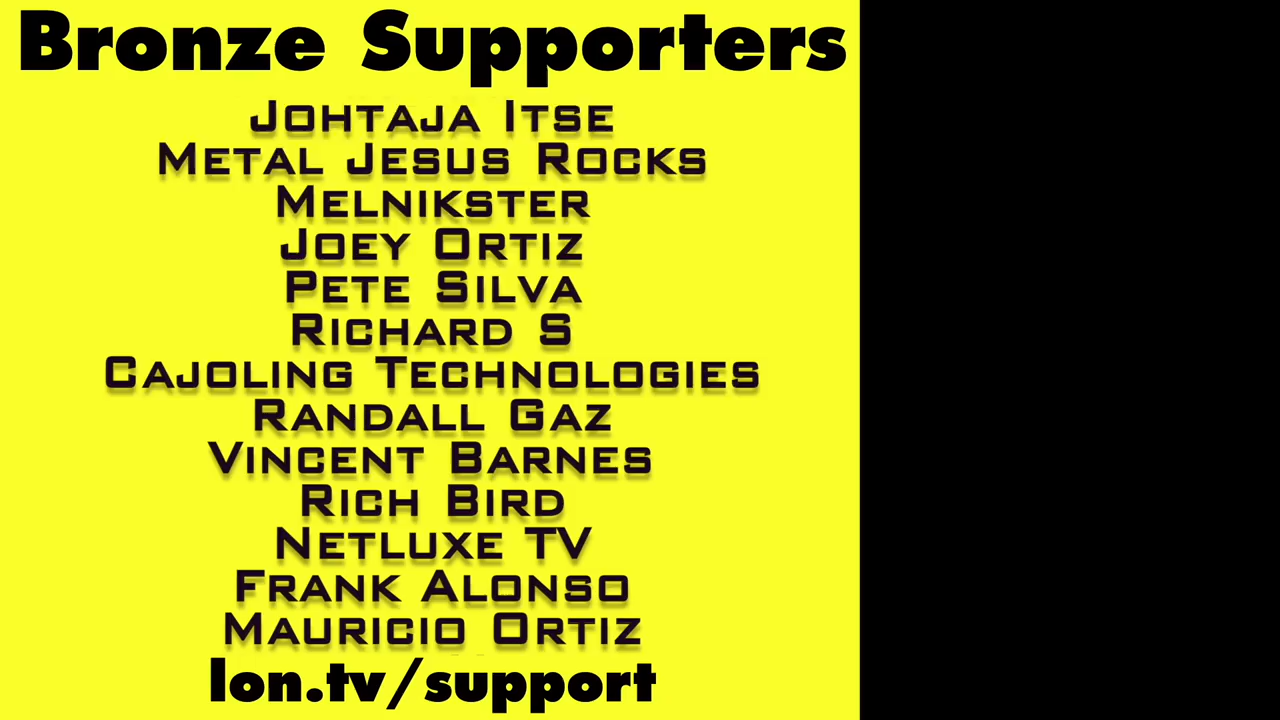 Bronze Supporters
Johtaja Itse
Metal Jesus Rocks
Melnikster
Joey Ortiz
Pete Silva
Richard S
Cajoling Technologies
Randall Gaz
Vincent Barnes
Rich Bird
Netluxe TV
Frank Alonso
Mauricio Ortiz
lon.tv/support